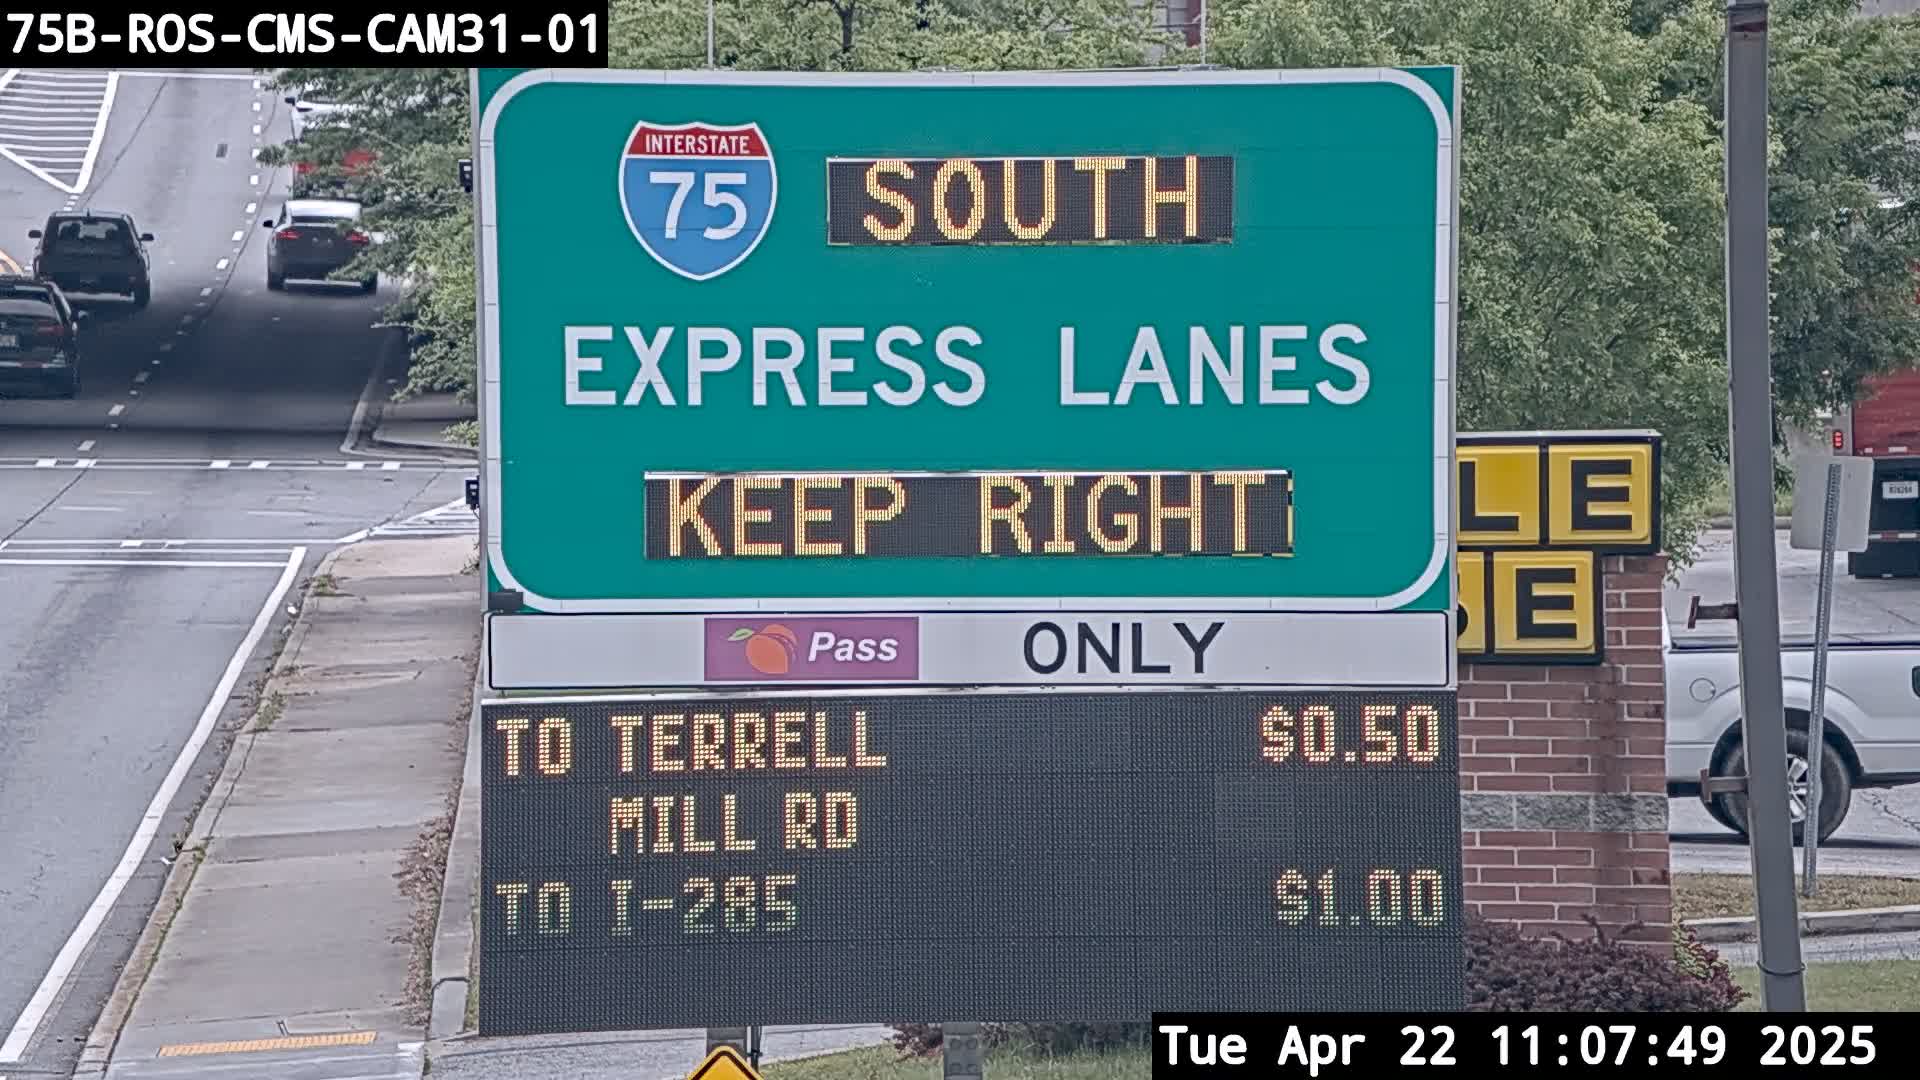 75B-ROS-CMS-CAM31-01
INTERSTATE
75
SOUTH
EXPRESS LANES
KEEP RIGHT
Pass ONLY
TO TERRELL $0.50
MILL RD
TO I-285 $1.00
LE
E
Tue Apr 22 11:07:49 2025